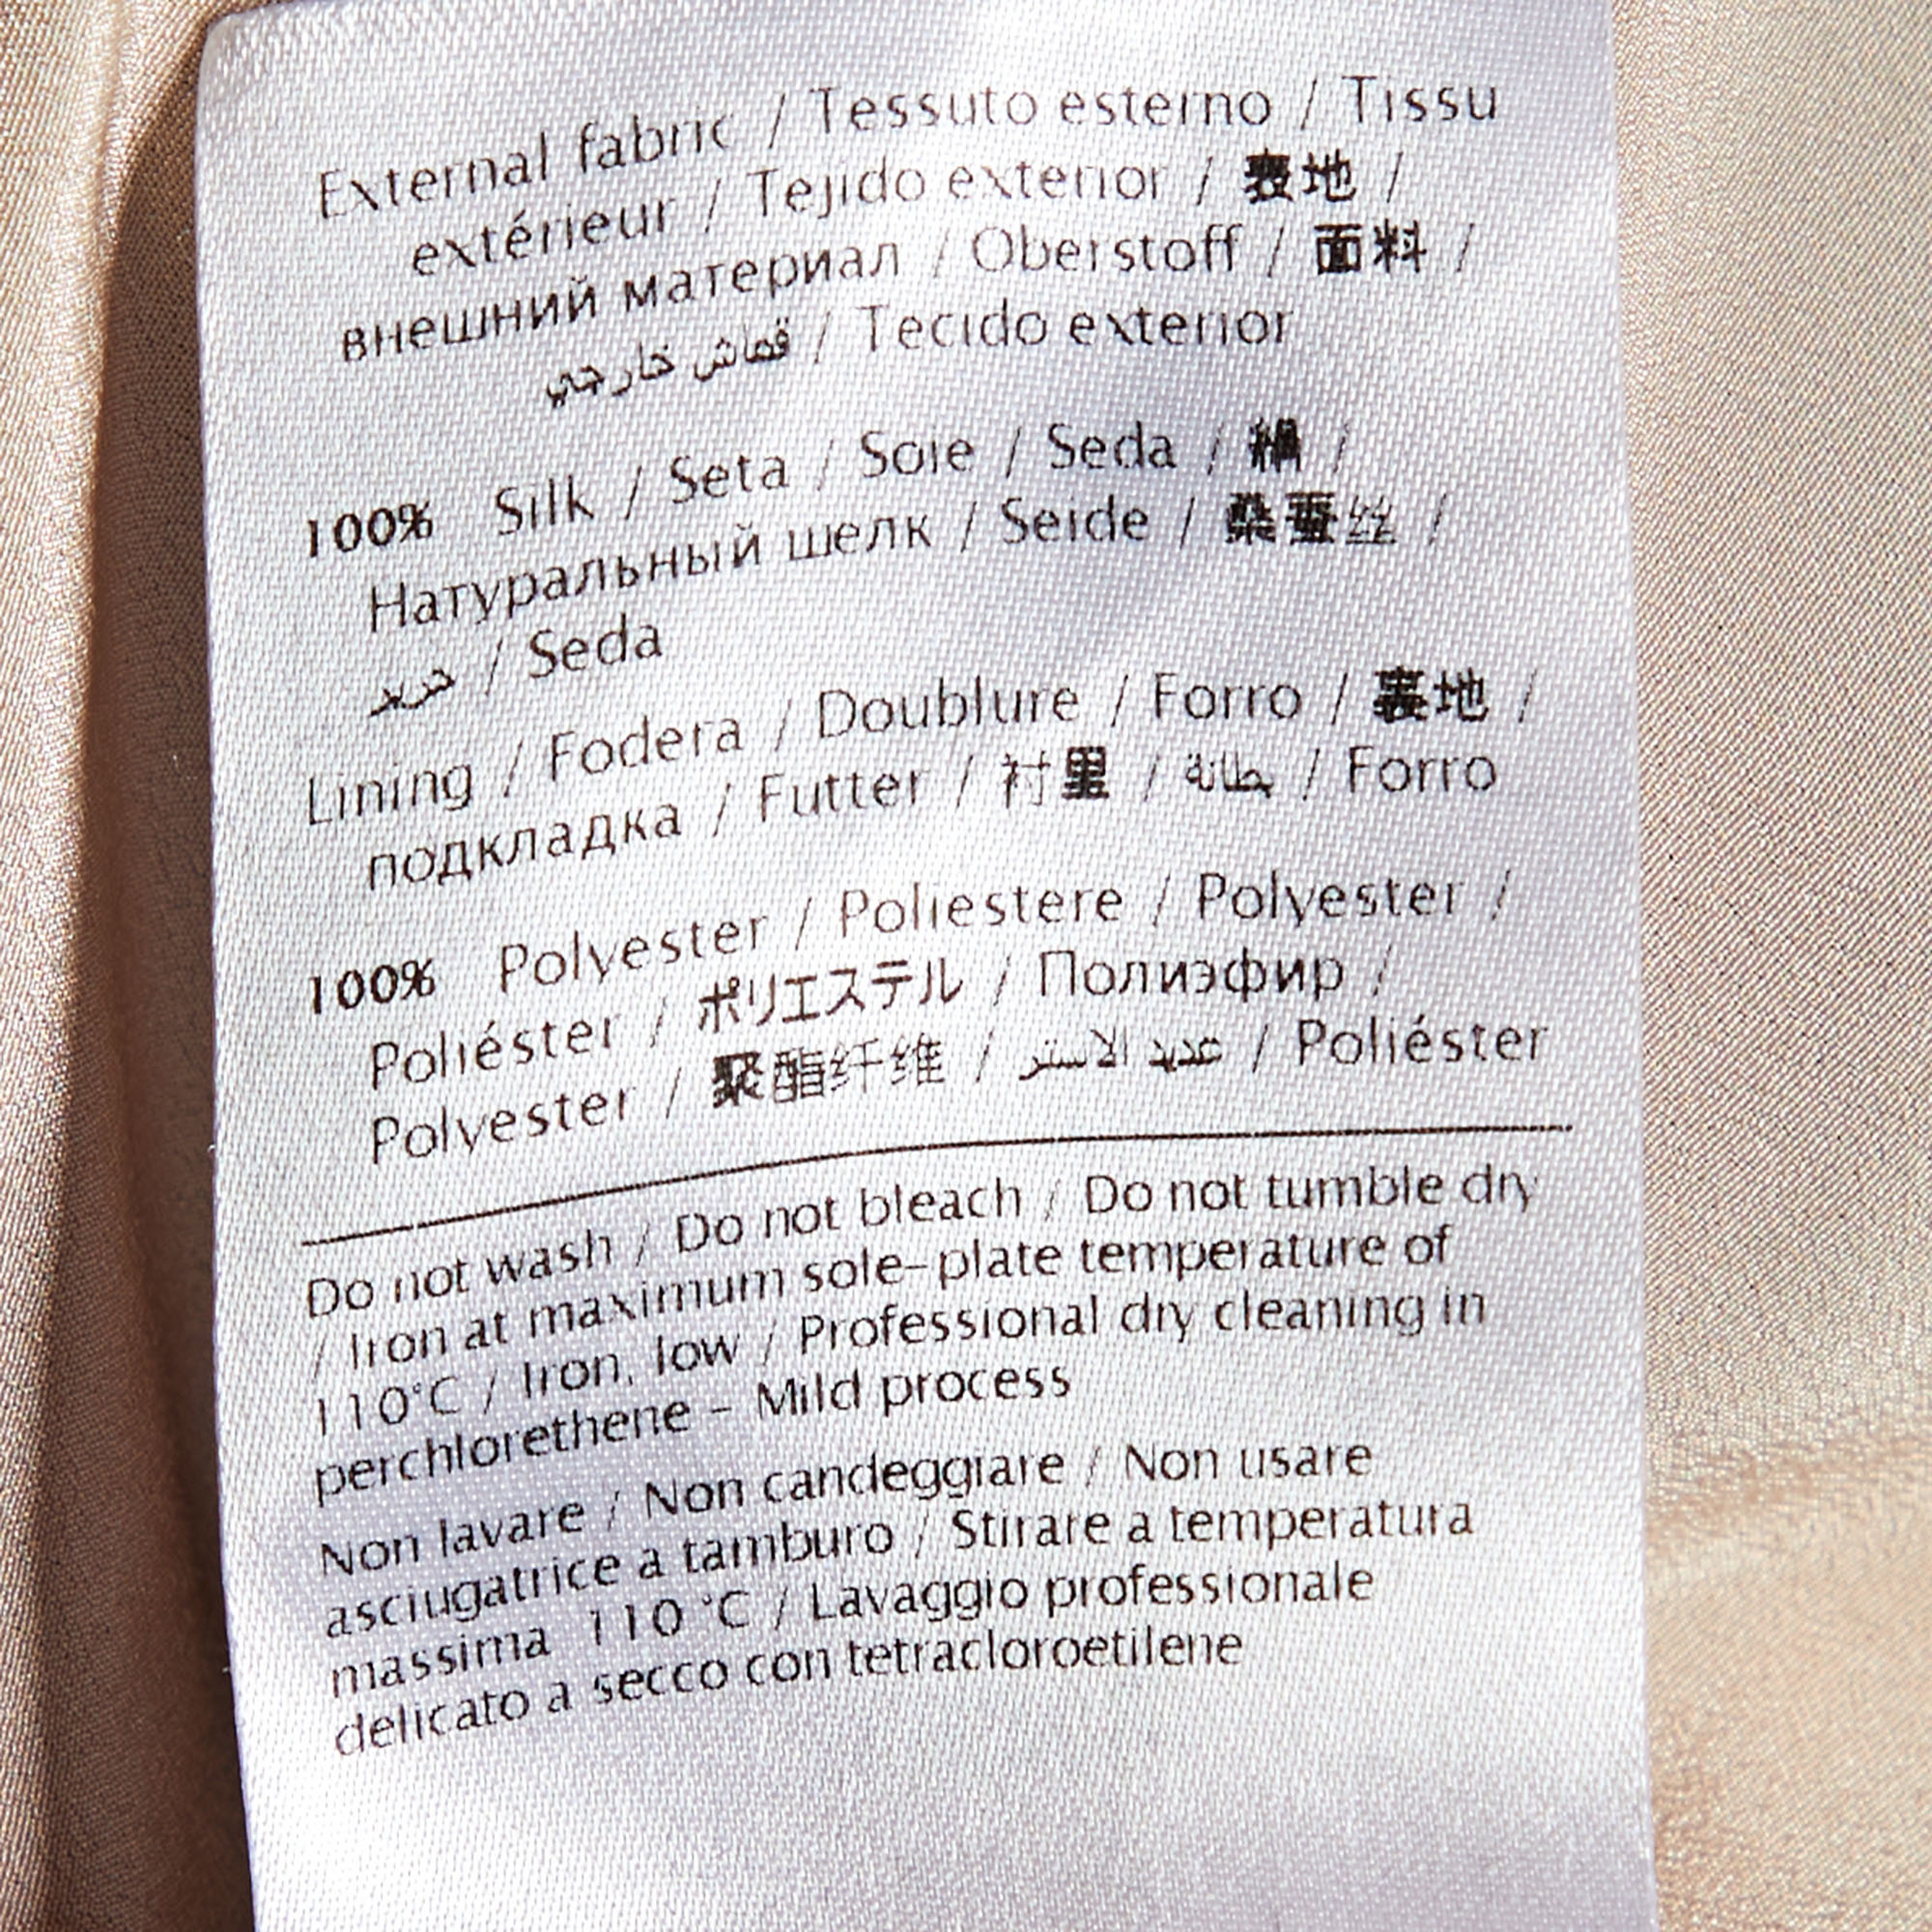 External fabric / Tessuto esterno / Tissu
extérieur / Tejido exterior / 表地 /
внешний материал / Oberstoff / 面料 /
قماش خارجي / Tecido exterior
100% Silk / Seta / Soie / Seda / 絹 /
Натуральный шелк / Seide / 桑蚕丝 /
حرير / Seda
Lining / Fodera / Doublure / Forro / 裏地 /
подкладка / Futter / 衬里 / بطانة / Forro
100% Polyester / Poliestere / Polyester /
Poliéster / ポリエステル / Полиэфир /
Polyester / 聚酯纤维 / عديد الاستر / Poliéster
Do not wash / Do not bleach / Do not tumble dry
/ Iron at maximum sole-plate temperature of
110°C / Iron, low / Professional dry cleaning in
perchlorethene – Mild process
Non lavare / Non candeggiare / Non usare
asciugatrice a tamburo / Stirare a temperatura
massima 110 °C / Lavaggio professionale
delicato a secco con tetracloroetilene